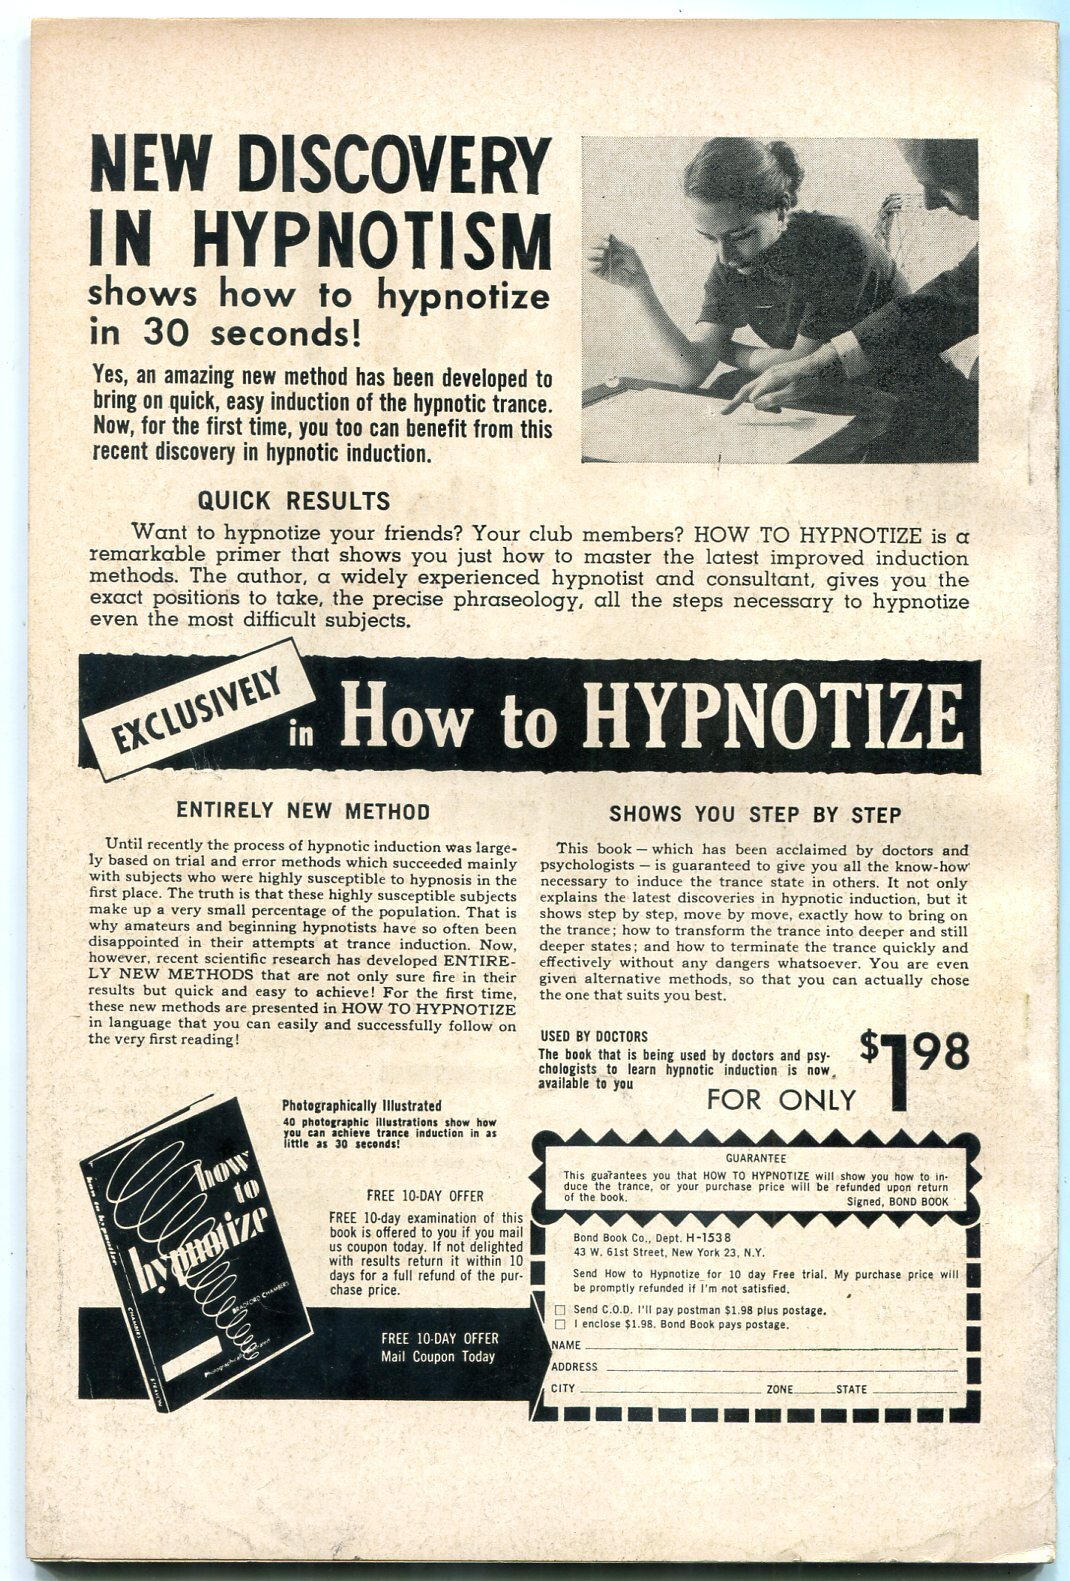 NEW DISCOVERY
IN HYPNOTISM
shows how to hypnotize
in 30 seconds!
Yes, an amazing new method has been developed to
bring on quick, easy induction of the hypnotic trance.
Now, for the first time, you too can benefit from this
recent discovery in hypnotic induction.
QUICK RESULTS
Want to hypnotize your friends? Your club members? HOW TO HYPNOTIZE is a
remarkable primer that shows you just how to master the latest improved induction
methods. The author, a widely experienced hypnotist and consultant, gives you the
exact positions to take, the precise phraseology, all the steps necessary to hypnotize
even the most difficult subjects.
EXCLUSIVELY
in How to HYPNOTIZE
ENTIRELY NEW METHOD
Until recently the process of hypnotic induction was large-
ly based on trial and error methods which succeeded mainly
with subjects who were highly susceptible to hypnosis in the
first place. The truth is that these highly susceptible subjects
make up a very small percentage of the population. That is
why amateurs and beginning hypnotists have so often been
disappointed in their attempts at trance induction. Now,
however, recent scientific research has developed ENTIRE-
LY NEW METHODS that are not only sure fire in their
results but quick and easy to achieve! For the first time,
these new methods are presented in HOW TO HYPNOTIZE
in language that you can easily and successfully follow on
the very first reading!
SHOWS YOU STEP BY STEP
This book — which has been acclaimed by doctors and
psychologists — is guaranteed to give you all the know-how
necessary to induce the trance state in others. It not only
explains the latest discoveries in hypnotic induction, but it
shows step by step, move by move, exactly how to bring on
the trance; how to transform the trance into deeper and still
deeper states; and how to terminate the trance quickly and
effectively without any dangers whatsoever. You are even
given alternative methods, so that you can actually chose
the one that suits you best.
USED BY DOCTORS
The book that is being used by doctors and psy-
chologists to learn hypnotic induction is now
available to you
FOR ONLY
$1 98
Photographically Illustrated
40 photographic illustrations show how
you can achieve trance induction in as
little as 30 seconds!
FREE 10-DAY OFFER
FREE 10-day examination of this
book is offered to you if you mail
us coupon today. If not delighted
with results return it within 10
days for a full refund of the pur-
chase price.
how
to
hypnotize
BRADFORD CHAMBERS
how to hypnotize
CHAMBERS
FREE 10-DAY OFFER
Mail Coupon Today
GUARANTEE
This guarantees you that HOW TO HYPNOTIZE will show you how to in-
duce the trance, or your purchase price will be refunded upon return
of the book.
Signed, BOND BOOK
Bond Book Co., Dept. H-1538
43 W. 61st Street, New York 23, N.Y.
Send How to Hypnotize for 10 day Free trial. My purchase price will
be promptly refunded if I'm not satisfied.
Send C.O.D. I'll pay postman $1.98 plus postage.
I enclose $1.98. Bond Book pays postage.
NAME
ADDRESS
CITY ZONE STATE